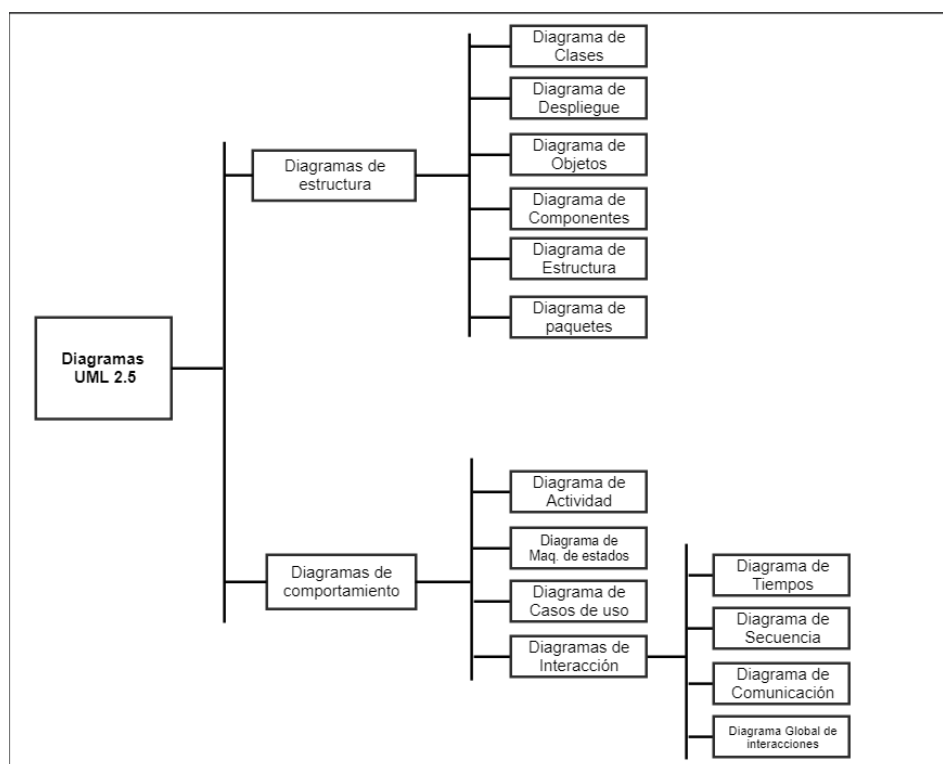 Diagramas
UML 2.5
Diagramas de
estructura
Diagrama de
Clases
Diagrama de
Despliegue
Diagrama de
Objetos
Diagrama de
Componentes
Diagrama de
Estructura
Diagrama de
paquetes
Diagramas de
comportamiento
Diagrama de
Actividad
Diagrama de
Maq. de estados
Diagrama de
Casos de uso
Diagramas de
Interacción
Diagrama de
Tiempos
Diagrama de
Secuencia
Diagrama de
Comunicación
Diagrama Global de
interacciones